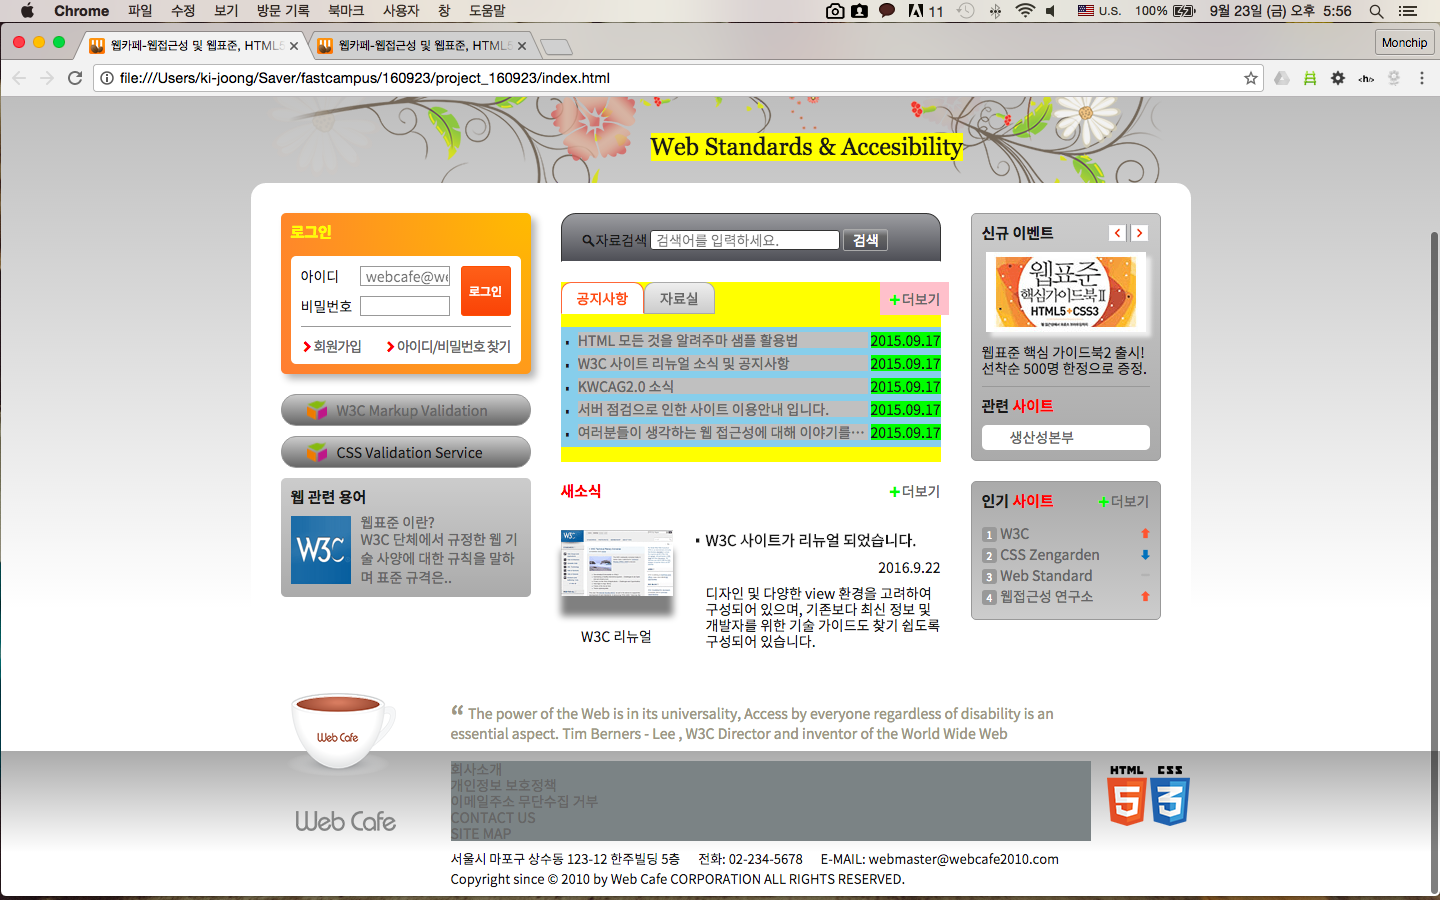 Chrome 파일 수정 보기 방문 기록 북마크 사용자 창 도움말 11 U.S. 100% 9월 23일 (금) 오후 5:56
웹카페-웹접근성 및 웹표준, HTML5 웹카페-웹접근성 및 웹표준, HTML5 Monchip
file:///Users/ki-joong/Saver/fastcampus/160923/project_160923/index.html
Web Standards & Accesibility
로그인
아이디 webcafe@we
로그인
비밀번호
회원가입 아이디/비밀번호 찾기
W3C Markup Validation
CSS Validation Service
웹 관련 용어
W3C
웹표준 이란?
W3C 단체에서 규정한 웹 기
술 사양에 대한 규칙을 말하
며 표준 규격은..
자료검색 검색어를 입력하세요. 검색
공지사항 자료실 더보기
HTML 모든 것을 알려주마 샘플 활용법 2015.09.17
W3C 사이트 리뉴얼 소식 및 공지사항 2015.09.17
KWCAG2.0 소식 2015.09.17
서버 점검으로 인한 사이트 이용안내 입니다. 2015.09.17
여러분들이 생각하는 웹 접근성에 대해 이야기를… 2015.09.17
새소식 더보기
W3C
W3C 리뉴얼
W3C 사이트가 리뉴얼 되었습니다.
2016.9.22
디자인 및 다양한 view 환경을 고려하여
구성되어 있으며, 기존보다 최신 정보 및
개발자를 위한 기술 가이드도 찾기 쉽도록
구성되어 있습니다.
신규 이벤트
웹표준
핵심가이드북Ⅱ
HTML5+CSS3
웹표준 핵심 가이드북2 출시!
선착순 500명 한정으로 증정.
관련 사이트
생산성본부
인기 사이트 더보기
1 W3C
2 CSS Zengarden
3 Web Standard
4 웹접근성 연구소
Web Cafe
Web Cafe
“ The power of the Web is in its universality, Access by everyone regardless of disability is an
essential aspect. Tim Berners - Lee , W3C Director and inventor of the World Wide Web
회사소개
개인정보 보호정책
이메일주소 무단수집 거부
CONTACT US
SITE MAP
HTML CSS
5 3
서울시 마포구 상수동 123-12 한주빌딩 5층 전화: 02-234-5678 E-MAIL: webmaster@webcafe2010.com
Copyright since © 2010 by Web Cafe CORPORATION ALL RIGHTS RESERVED.